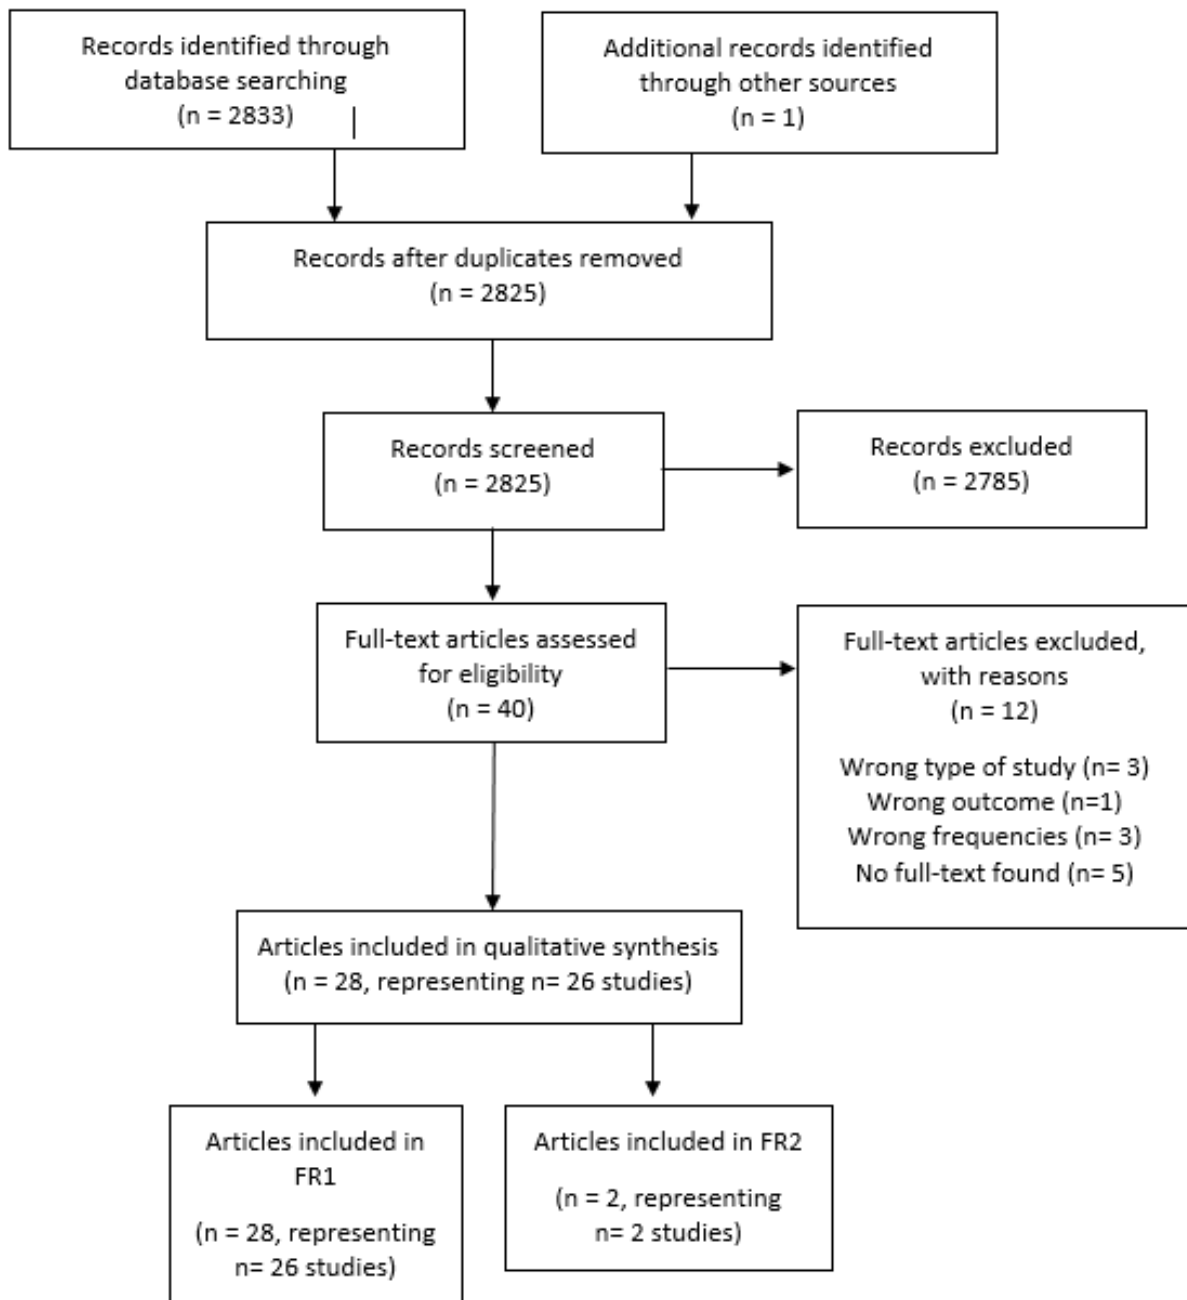 Records identified through
database searching
(n = 2833)
Additional records identified
through other sources
(n = 1)
Records after duplicates removed
(n = 2825)
Records screened
(n = 2825)
Records excluded
(n = 2785)
Full-text articles assessed
for eligibility
(n = 40)
Full-text articles excluded,
with reasons
(n = 12)
Wrong type of study (n= 3)
Wrong outcome (n=1)
Wrong frequencies (n= 3)
No full-text found (n= 5)
Articles included in qualitative synthesis
(n = 28, representing n= 26 studies)
Articles included in
FR1
(n = 28, representing
n= 26 studies)
Articles included in FR2
(n = 2, representing
n= 2 studies)